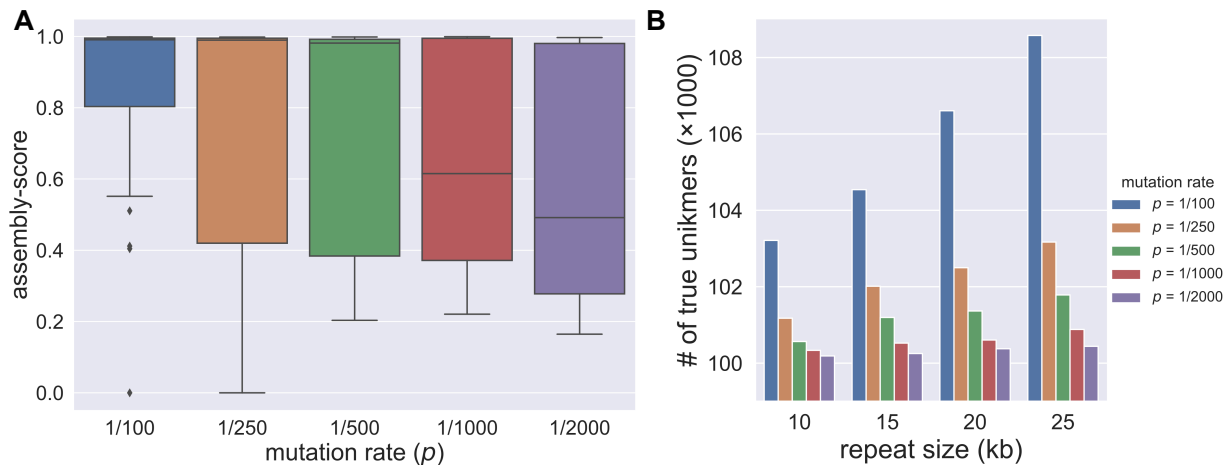 A
assembly-score
1.0
0.8
0.6
0.4
0.2
0.0
1/100 1/250 1/500 1/1000 1/2000
mutation rate (p)
B
# of true unikmers (×1000)
108
106
104
102
100
10 15 20 25
repeat size (kb)
mutation rate
p = 1/100
p = 1/250
p = 1/500
p = 1/1000
p = 1/2000